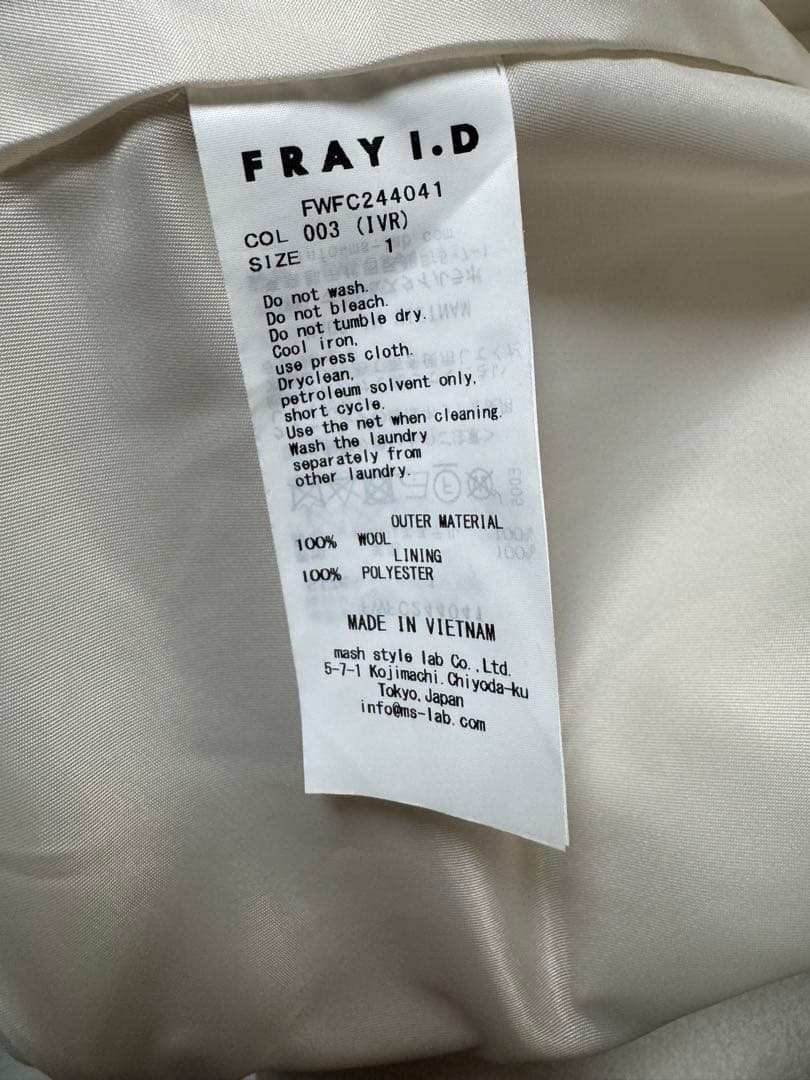 FRAY I.D
FWFC244041
COL 003 (IVR)
SIZE 1
Do not wash.
Do not bleach.
Do not tumble dry.
Cool iron.
use press cloth.
Dryclean,
petroleum solvent only,
short cycle.
Use the net when cleaning.
Wash the laundry
separately from
other laundry.
OUTER MATERIAL
100% WOOL
LINING
100% POLYESTER
MADE IN VIETNAM
mash style lab Co.,Ltd.
5-7-1 Kojimachi.Chiyoda-ku
Tokyo.Japan
info@ms-lab.com